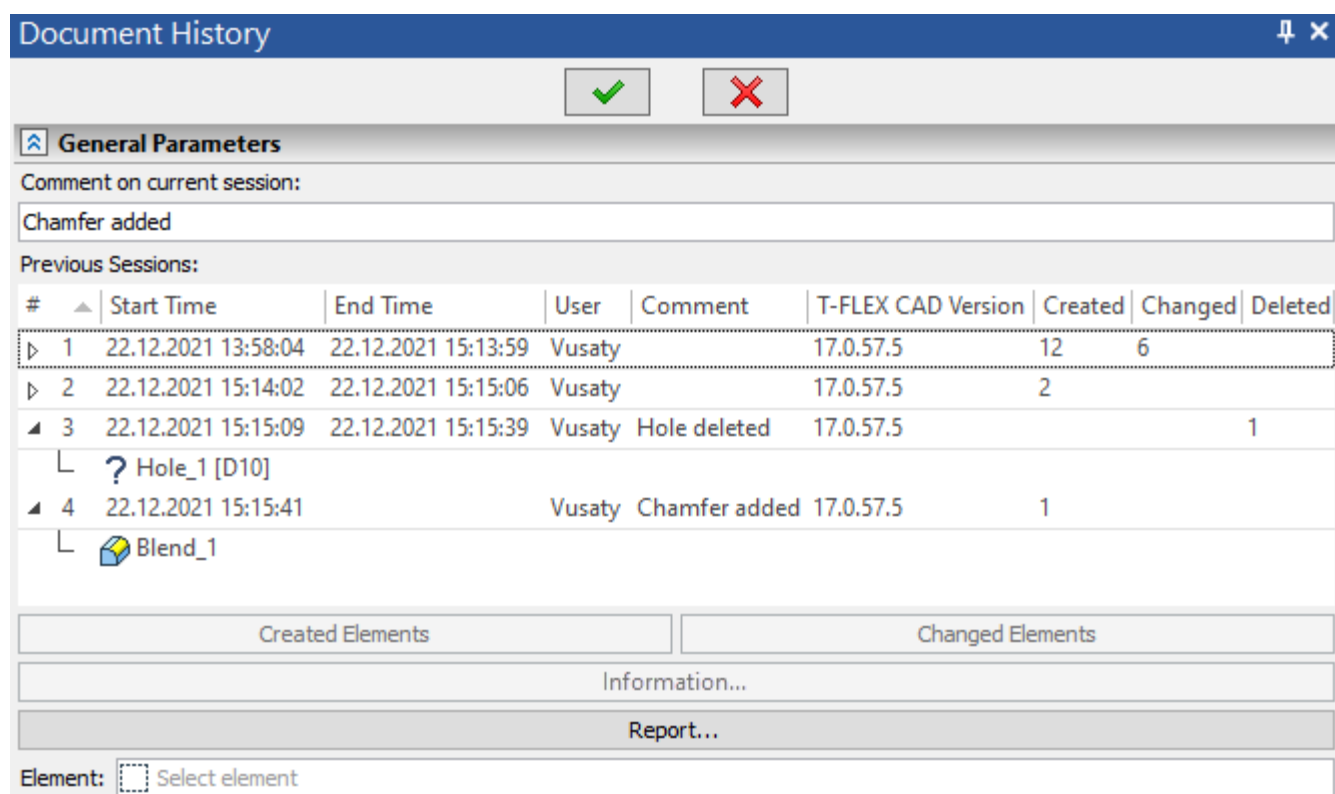 Document History
General Parameters
Comment on current session:
Chamfer added
Previous Sessions:
# Start Time End Time User Comment T-FLEX CAD Version Created Changed Deleted
1 22.12.2021 13:58:04 22.12.2021 15:13:59 Vusaty 17.0.57.5 12 6
2 22.12.2021 15:14:02 22.12.2021 15:15:06 Vusaty 17.0.57.5 2
3 22.12.2021 15:15:09 22.12.2021 15:15:39 Vusaty Hole deleted 17.0.57.5 1
? Hole_1 [D10]
4 22.12.2021 15:15:41 Vusaty Chamfer added 17.0.57.5 1
Blend_1
Created Elements Changed Elements
Information...
Report...
Element: Select element